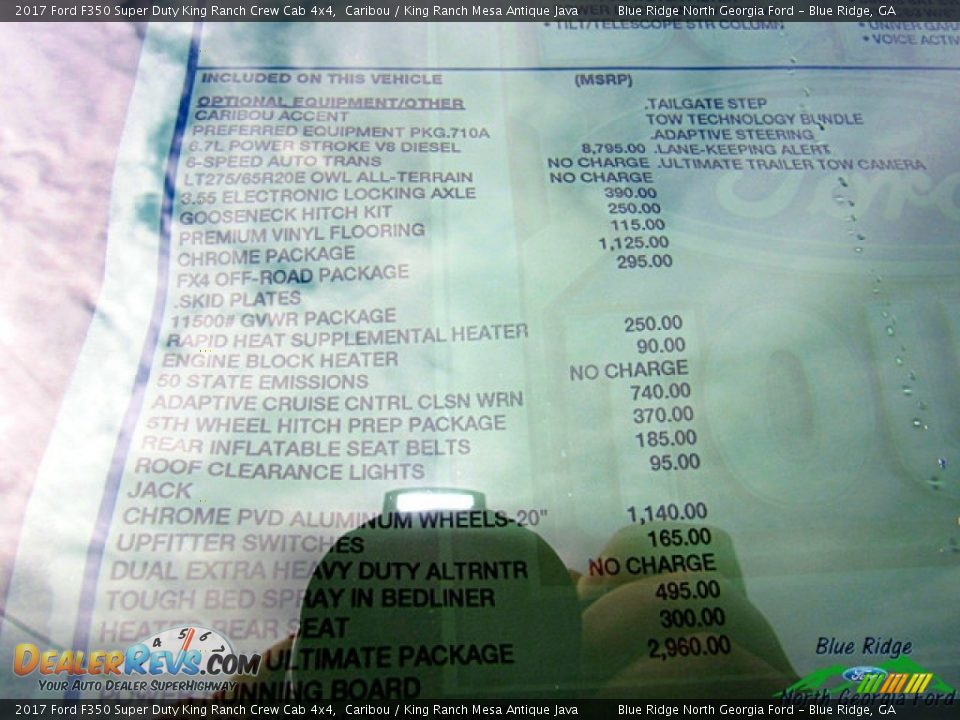 2017 Ford F350 Super Duty King Ranch Crew Cab 4x4, Caribou / King Ranch Mesa Antique Java Blue Ridge North Georgia Ford - Blue Ridge, GA
• TILT/TELESCOPE STR COLUMN
• VOICE ACTIV
INCLUDED ON THIS VEHICLE (MSRP)
OPTIONAL EQUIPMENT/OTHER .TAILGATE STEP
CARIBOU ACCENT TOW TECHNOLOGY BUNDLE
PREFERRED EQUIPMENT PKG.710A .ADAPTIVE STEERING
6.7L POWER STROKE V8 DIESEL 8,795.00 .LANE-KEEPING ALERT
6-SPEED AUTO TRANS NO CHARGE .ULTIMATE TRAILER TOW CAMERA
LT275/65R20E OWL ALL-TERRAIN NO CHARGE
3.55 ELECTRONIC LOCKING AXLE 390.00
GOOSENECK HITCH KIT 250.00
PREMIUM VINYL FLOORING 115.00
CHROME PACKAGE 1,125.00
FX4 OFF-ROAD PACKAGE 295.00
.SKID PLATES
11500# GVWR PACKAGE
RAPID HEAT SUPPLEMENTAL HEATER 250.00
ENGINE BLOCK HEATER 90.00
50 STATE EMISSIONS NO CHARGE
ADAPTIVE CRUISE CNTRL CLSN WRN 740.00
5TH WHEEL HITCH PREP PACKAGE 370.00
REAR INFLATABLE SEAT BELTS 185.00
ROOF CLEARANCE LIGHTS 95.00
JACK
CHROME PVD ALUMINUM WHEELS-20" 1,140.00
UPFITTER SWITCHES 165.00
DUAL EXTRA HEAVY DUTY ALTRNTR NO CHARGE
TOUGH BED SPRAY IN BEDLINER 495.00
HEATED REAR SEAT 300.00
ULTIMATE PACKAGE 2,960.00
RUNNING BOARD
4 5 6
DEALERREVS.COM
YOUR AUTO DEALER SUPERHIGHWAY
Blue Ridge
Ford
North Georgia Ford
2017 Ford F350 Super Duty King Ranch Crew Cab 4x4, Caribou / King Ranch Mesa Antique Java Blue Ridge North Georgia Ford - Blue Ridge, GA